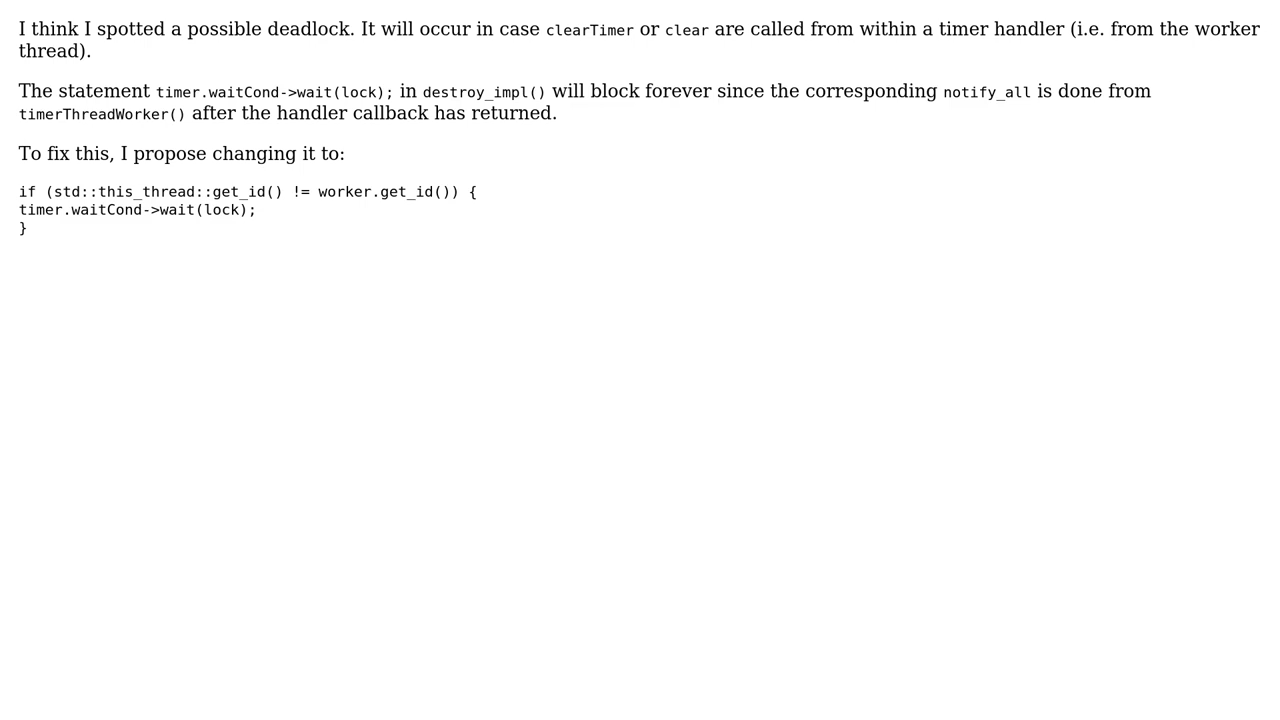 I think I spotted a possible deadlock. It will occur in case clearTimer or clear are called from within a timer handler (i.e. from the worker
thread).
The statement timer.waitCond->wait(lock); in destroy_impl() will block forever since the corresponding notify_all is done from
timerThreadWorker() after the handler callback has returned.
To fix this, I propose changing it to:
if (std::this_thread::get_id() != worker.get_id()) {
timer.waitCond->wait(lock);
}